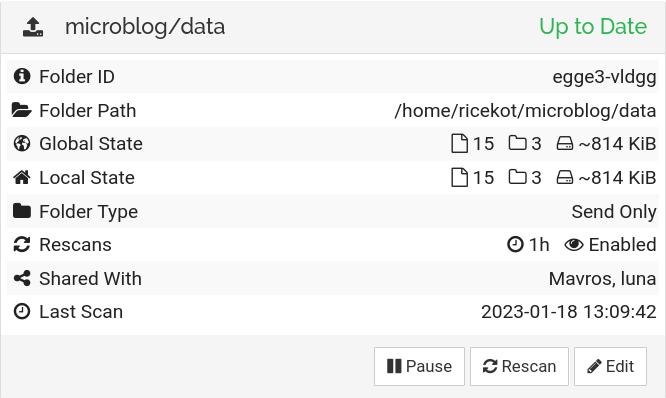 microblog/data Up to Date
Folder ID egge3-vldgg
Folder Path /home/ricekot/microblog/data
Global State 15 3 ~814 KiB
Local State 15 3 ~814 KiB
Folder Type Send Only
Rescans 1h Enabled
Shared With Mavros, luna
Last Scan 2023-01-18 13:09:42
Pause Rescan Edit